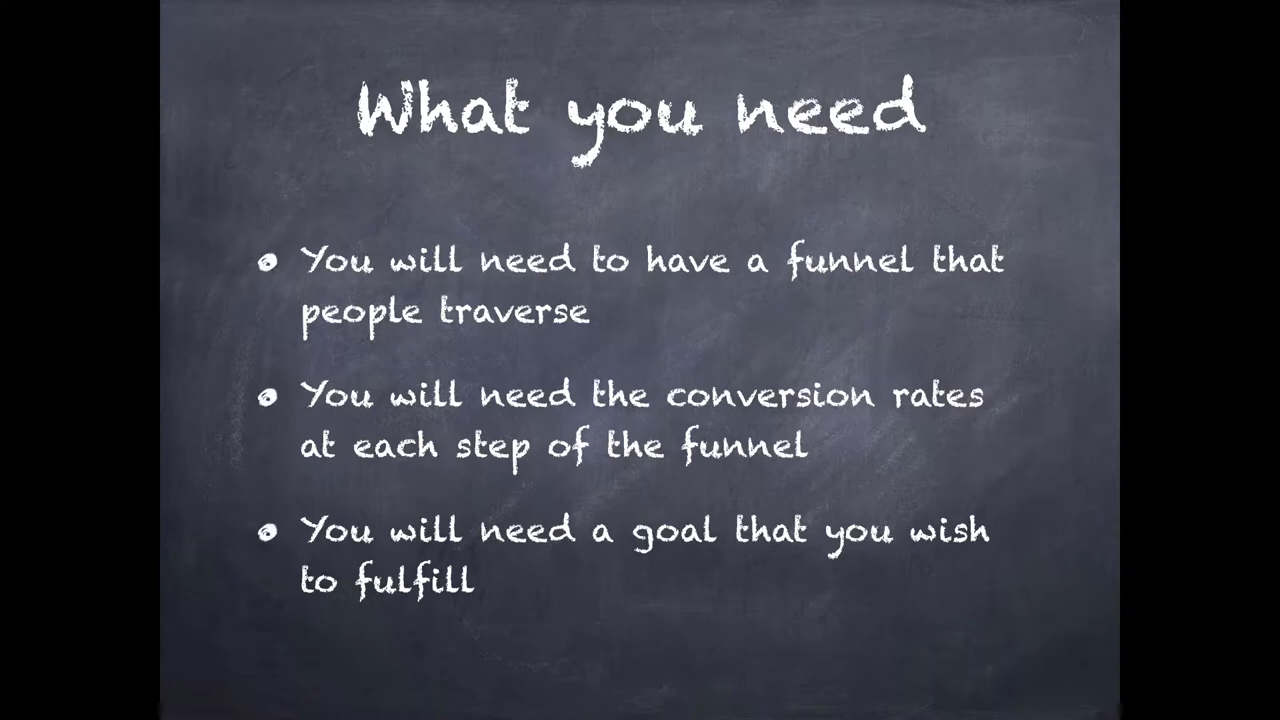 What you need
• You will need to have a funnel that
people traverse
• You will need the conversion rates
at each step of the funnel
• You will need a goal that you wish
to fulfill